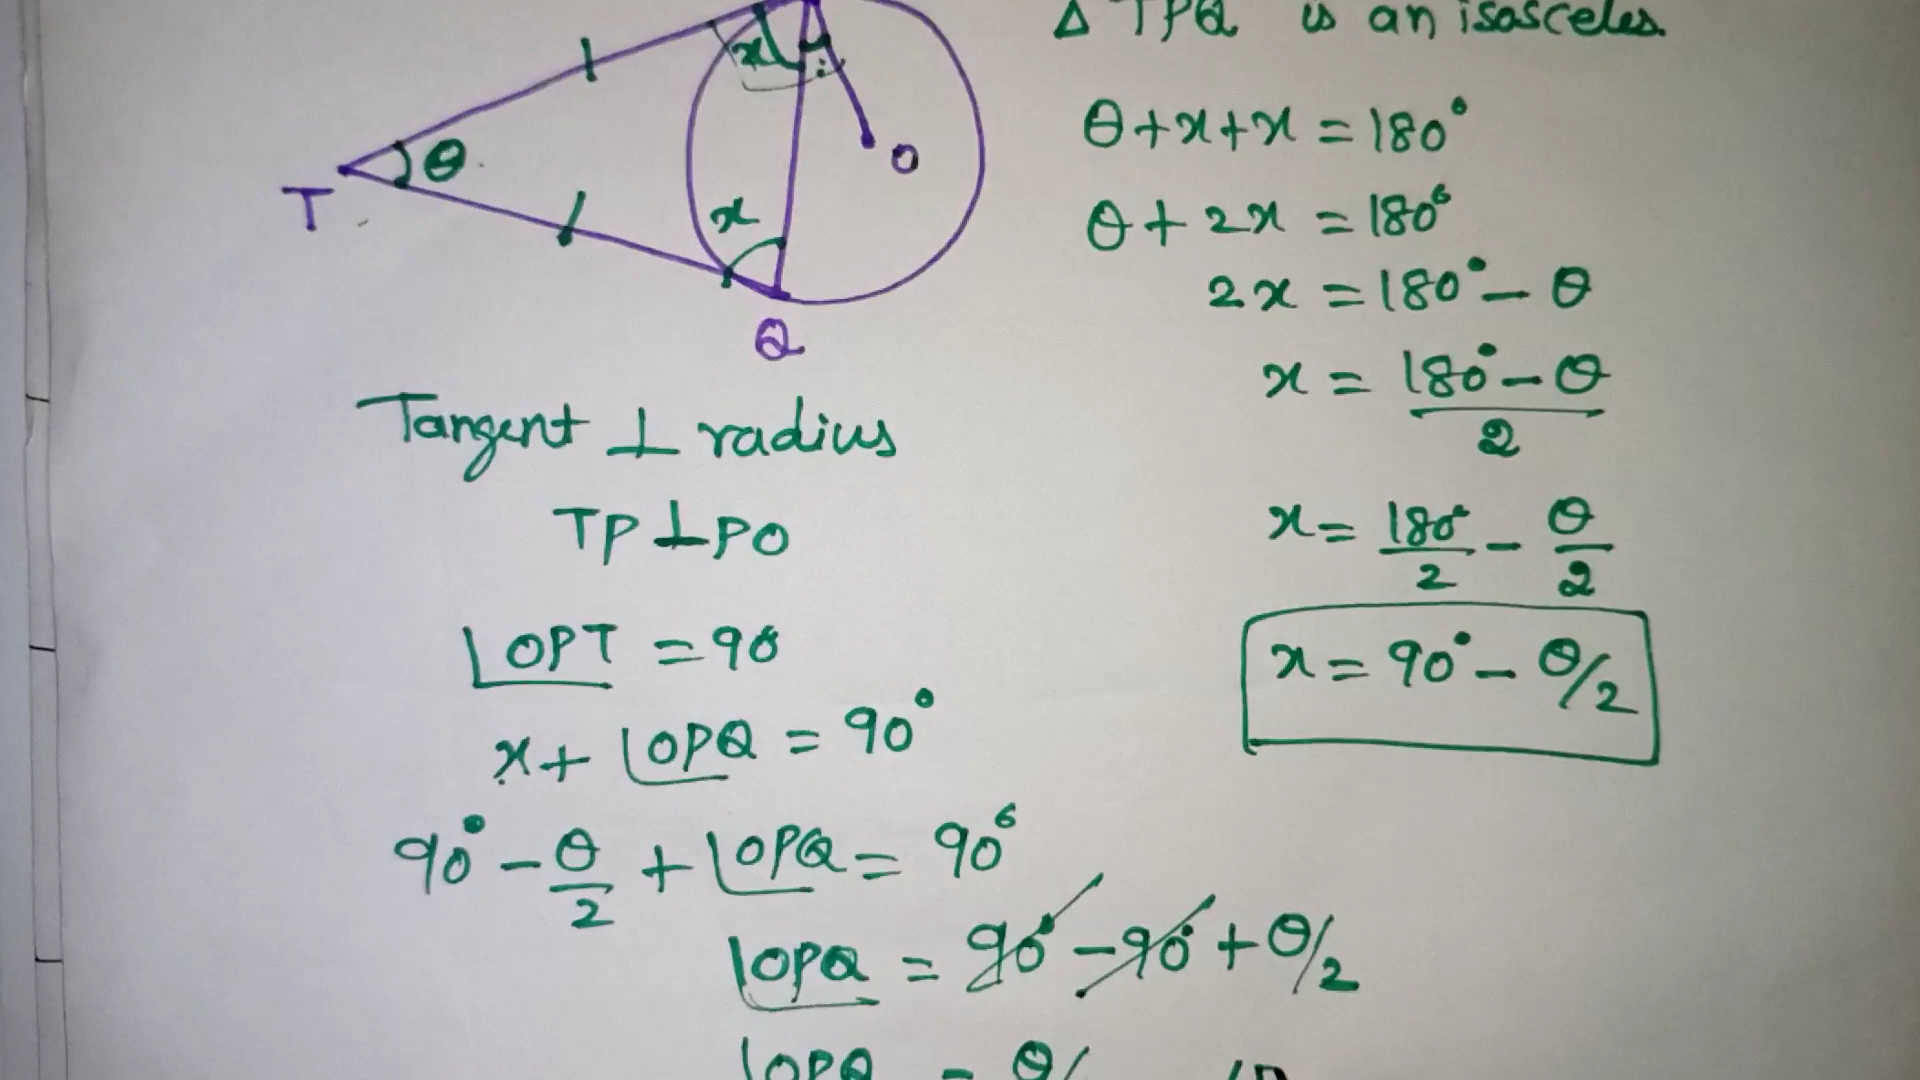 Δ TPQ is an isosceles.
x
θ
T
O
x
Q
θ+x+x = 180°
θ + 2x = 180°
2x = 180° - θ
x = 180° - θ / 2
x = 180° / 2 - θ / 2
x = 90° - θ/2
Tangent ⊥ radius
TP ⊥ PO
∠OPT = 90
x + ∠OPQ = 90°
90° - θ/2 + ∠OPQ = 90°
∠OPQ = 90° - 90° + θ/2
∠OPQ = θ/